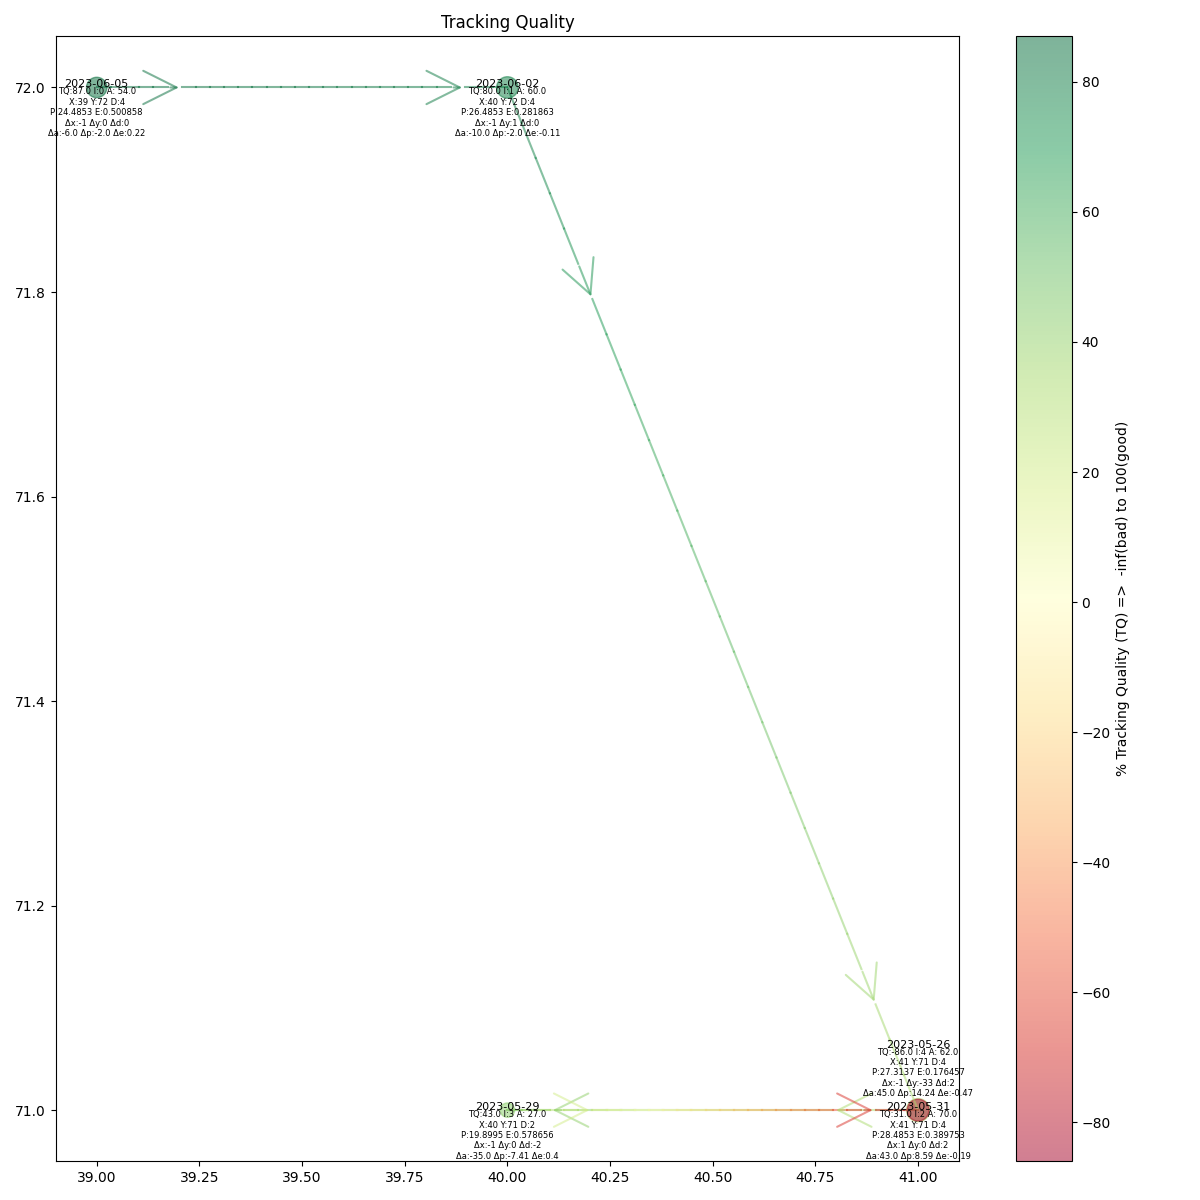 Tracking Quality
2023-06-05
TQ:87.0 I:0 A: 54.0
X:39 Y:72 D:4
P:24.4853 E:0.500858
Δx:-1 Δy:0 Δd:0
Δa:-6.0 Δp:-2.0 Δe:0.22
2023-06-02
TQ:80.0 I:1 A: 60.0
X:40 Y:72 D:4
P:26.4853 E:0.281863
Δx:-1 Δy:1 Δd:0
Δa:-10.0 Δp:-2.0 Δe:-0.11
2023-05-26
TQ:-86.0 I:4 A: 62.0
X:41 Y:71 D:4
P:27.3137 E:0.176457
Δx:-1 Δy:-33 Δd:2
Δa:45.0 Δp:14.24 Δe:-0.47
2023-05-29
TQ:43.0 I:3 A: 27.0
X:40 Y:71 D:2
P:19.8995 E:0.578656
Δx:-1 Δy:0 Δd:-2
Δa:-35.0 Δp:-7.41 Δe:0.4
2023-05-31
TQ:31.0 I:2 A: 70.0
X:41 Y:71 D:4
P:28.4853 E:0.389753
Δx:1 Δy:0 Δd:2
Δa:43.0 Δp:8.59 Δe:-0.19
72.0
71.8
71.6
71.4
71.2
71.0
39.00
39.25
39.50
39.75
40.00
40.25
40.50
40.75
41.00
80
60
40
20
0
−20
−40
−60
−80
% Tracking Quality (TQ) => -inf(bad) to 100(good)